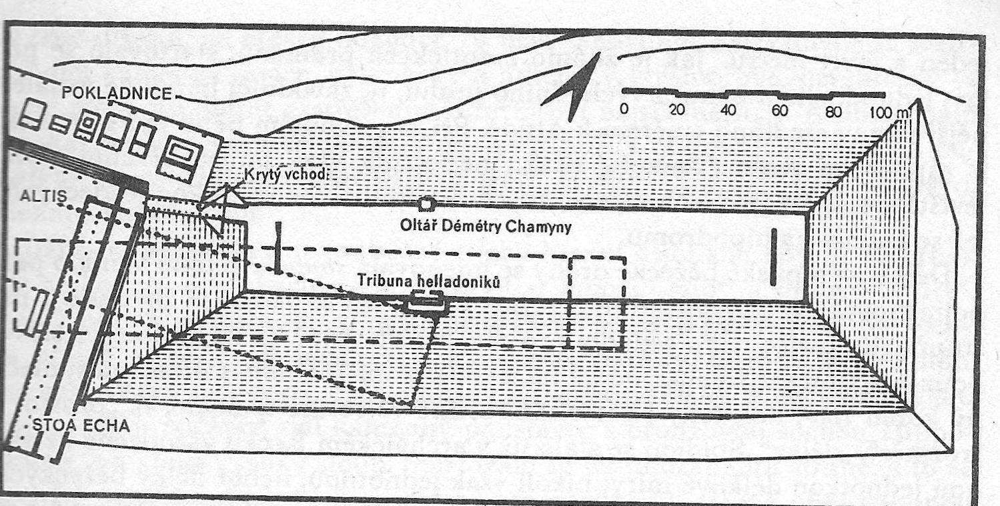 POKLADNICE
0 20 40 60 80 100 m
Krytý vchod
ALTIS
Oltář Démétry Chamyny
Tribuna helladoniků
STOA ECHA